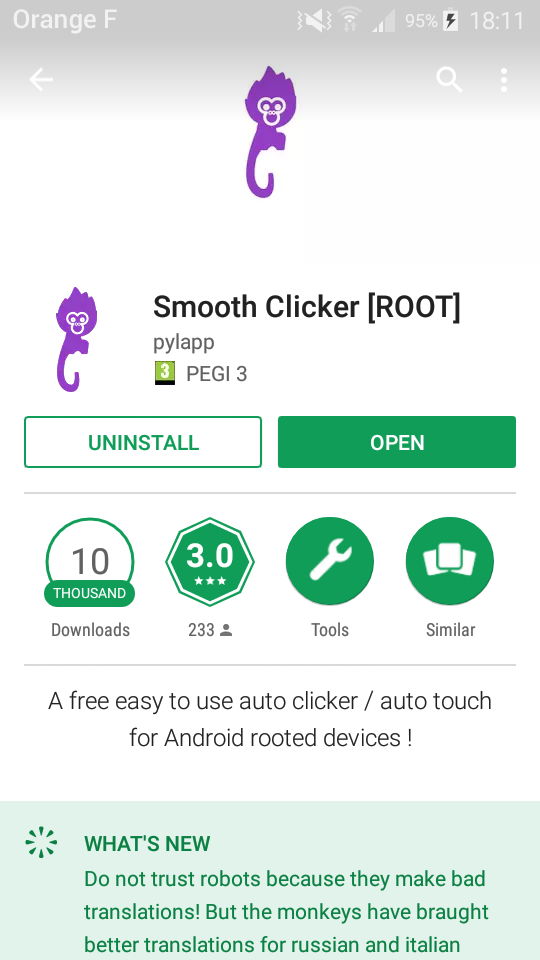 Orange F 95% 18:11
Smooth Clicker [ROOT]
pylapp
3 PEGI 3
UNINSTALL OPEN
10 3.0
THOUSAND
Downloads 233 Tools Similar
A free easy to use auto clicker / auto touch
for Android rooted devices !
WHAT'S NEW
Do not trust robots because they make bad
translations! But the monkeys have braught
better translations for russian and italian